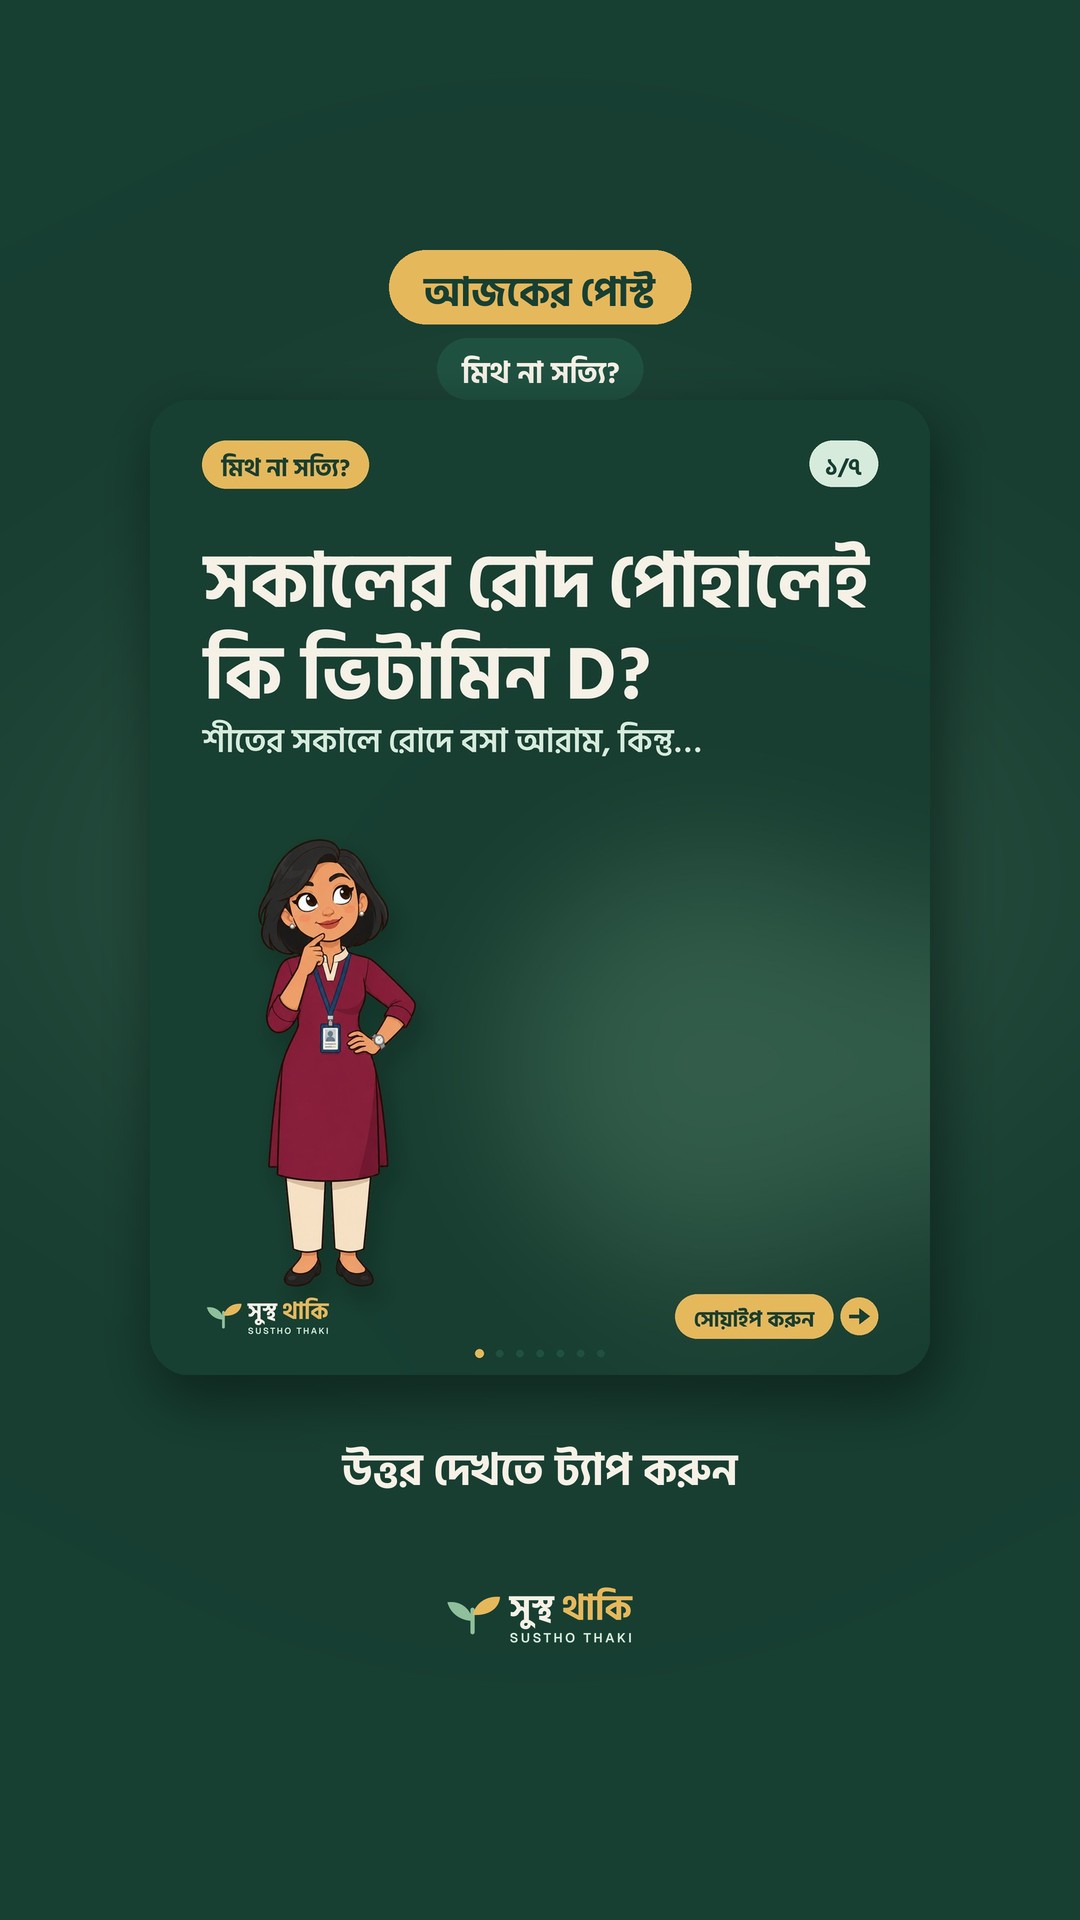 আজকের পোস্ট
মিথ না সত্যি?
মিথ না সত্যি?
১/৭
সকালের রোদ পোহালেই
কি ভিটামিন D?
শীতের সকালে রোদে বসা আরাম, কিন্তু...
সুস্থ থাকি
SUSTHO THAKI
সোয়াইপ করুন
উত্তর দেখতে ট্যাপ করুন
সুস্থ থাকি
SUSTHO THAKI